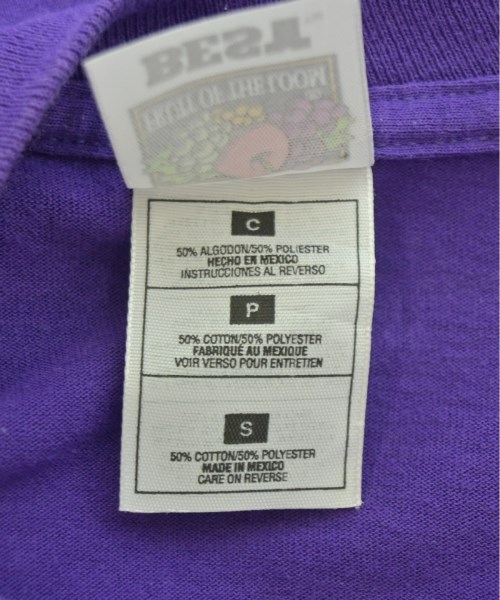 BEST
FRUIT OF THE LOOM
C
50% ALGODON/50% POLIESTER
HECHO EN MEXICO
INSTRUCCIONES AL REVERSO
P
50% COTON/50% POLYESTER
FABRIQUÉ AU MEXIQUE
VOIR VERSO POUR ENTRETIEN
S
50% COTTON/50% POLYESTER
MADE IN MEXICO
CARE ON REVERSE